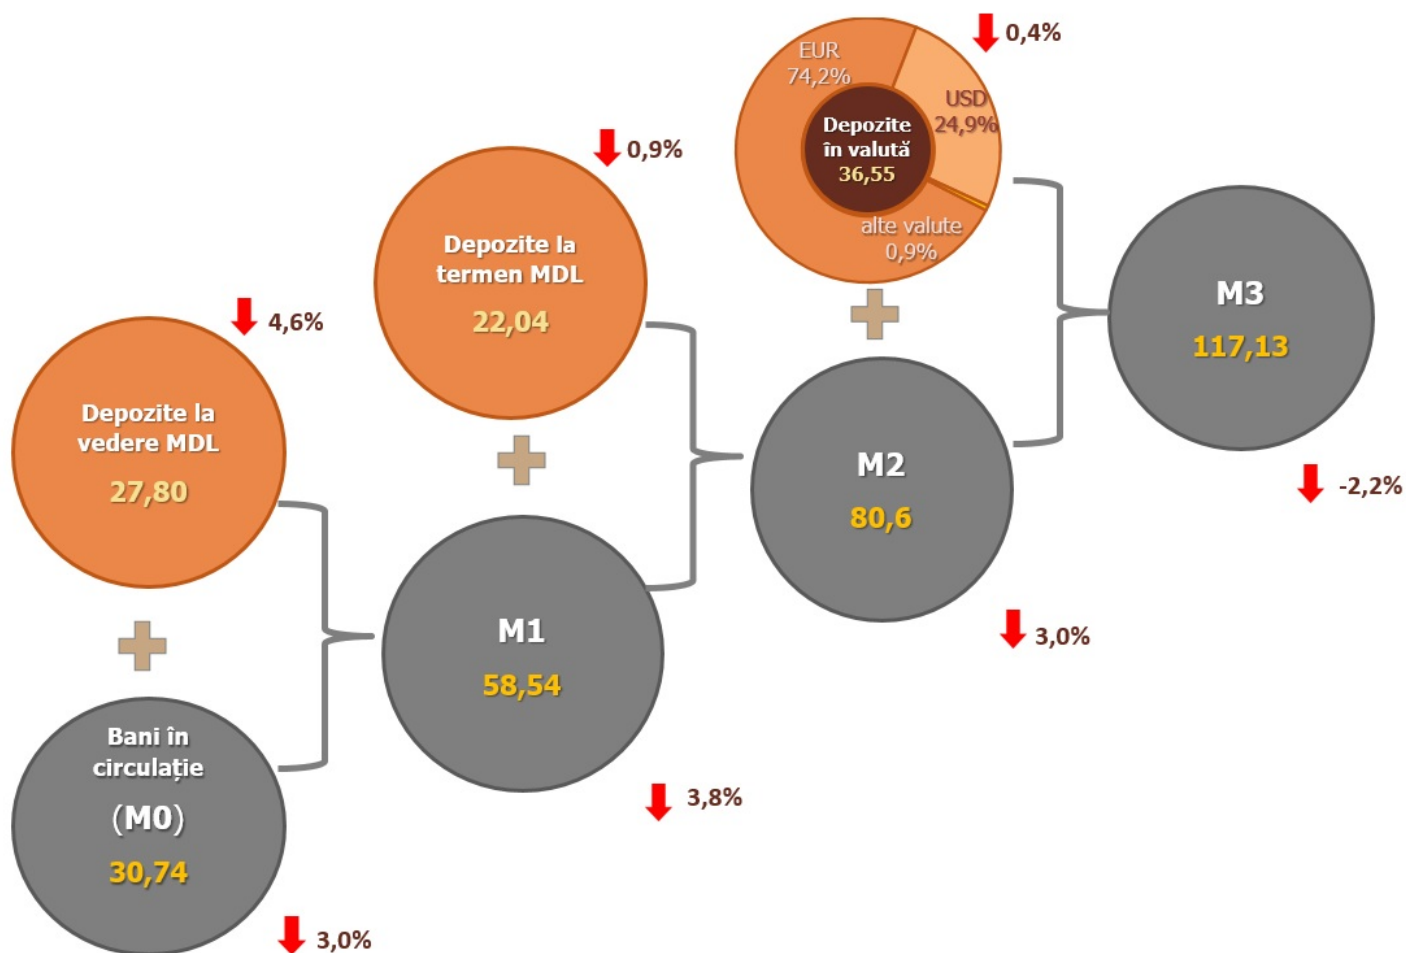 EUR
74,2%
USD
24,9%
Depozite
în valută
36,55
alte valute
0,9%
0,4%
Depozite la
termen MDL
22,04
0,9%
M3
117,13
-2,2%
Depozite la
vedere MDL
27,80
4,6%
M2
80,6
3,0%
M1
58,54
3,8%
Bani în
circulație
(M0)
30,74
3,0%